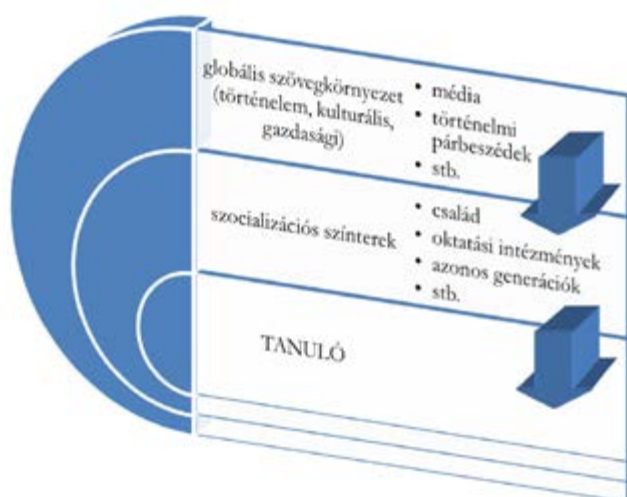 globális szövegkörnyezet
(történelem, kulturális,
gazdasági)
• média
• történelmi
párbeszédek
• stb.
szocializációs színterek
• család
• oktatási intézmények
• azonos generációk
• stb.
TANULÓ